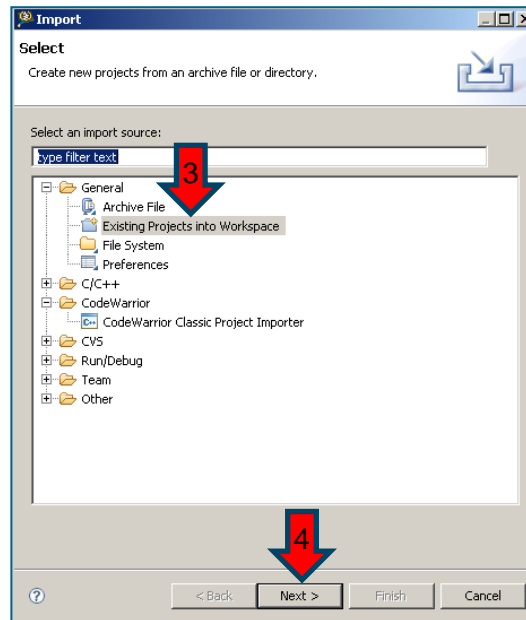 Import
Select
Create new projects from an archive file or directory.
Select an import source:
type filter text
3
General
Archive File
Existing Projects into Workspace
File System
Preferences
C/C++
CodeWarrior
C++ CodeWarrior Classic Project Importer
CVS
Run/Debug
Team
Other
4
? < Back Next > Finish Cancel